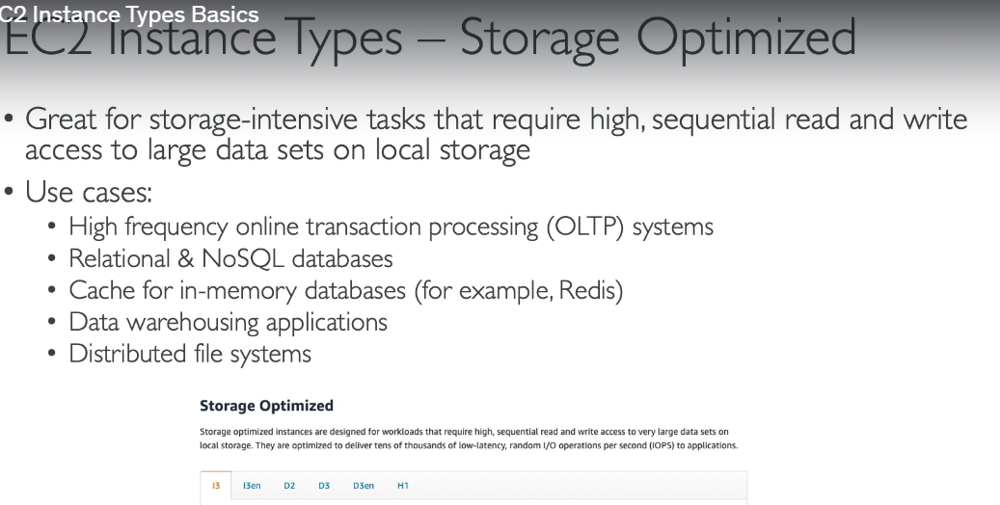 C2 Instance Types Basics
EC2 Instance Types – Storage Optimized
• Great for storage-intensive tasks that require high, sequential read and write
access to large data sets on local storage
• Use cases:
• High frequency online transaction processing (OLTP) systems
• Relational & NoSQL databases
• Cache for in-memory databases (for example, Redis)
• Data warehousing applications
• Distributed file systems
Storage Optimized
Storage optimized instances are designed for workloads that require high, sequential read and write access to very large data sets on
local storage. They are optimized to deliver tens of thousands of low-latency, random I/O operations per second (IOPS) to applications.
I3 I3en D2 D3 D3en H1